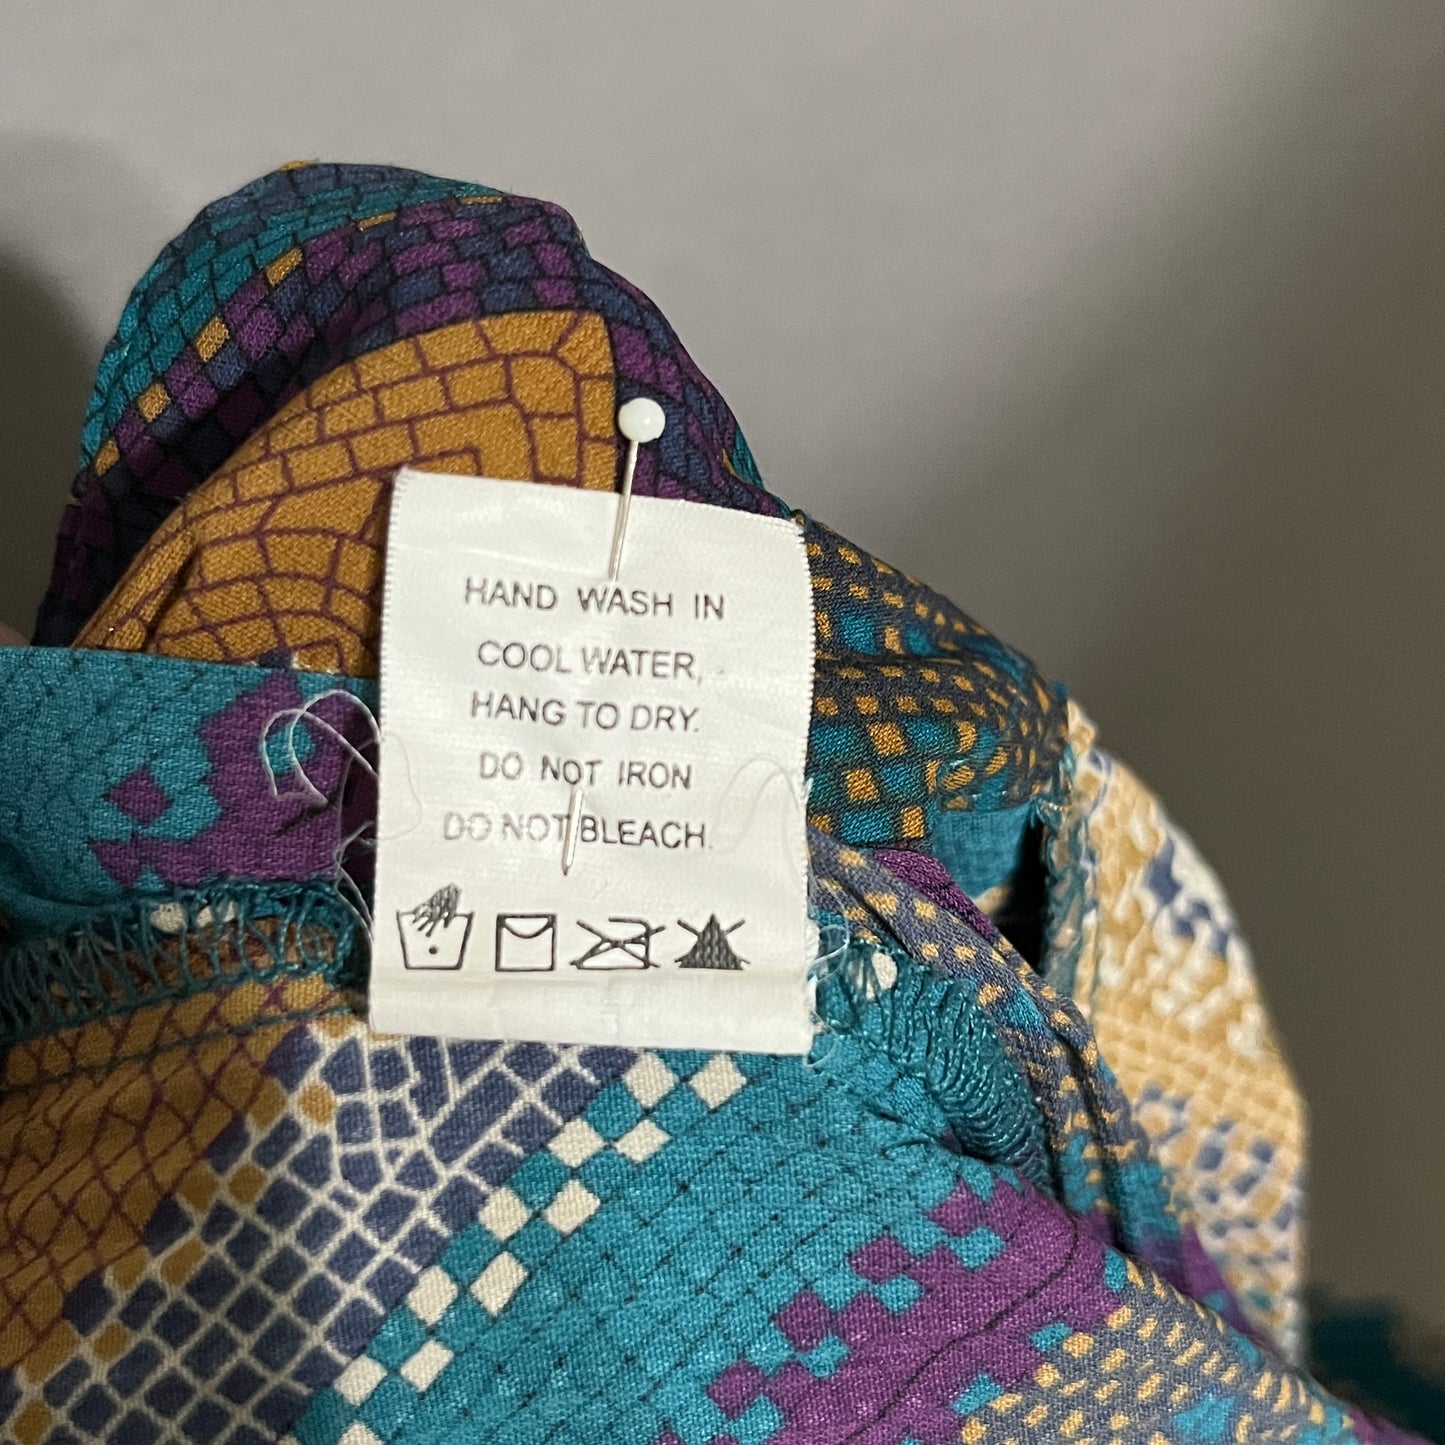 HAND WASH IN
COOL WATER,
HANG TO DRY.
DO NOT IRON
DO NOT BLEACH.